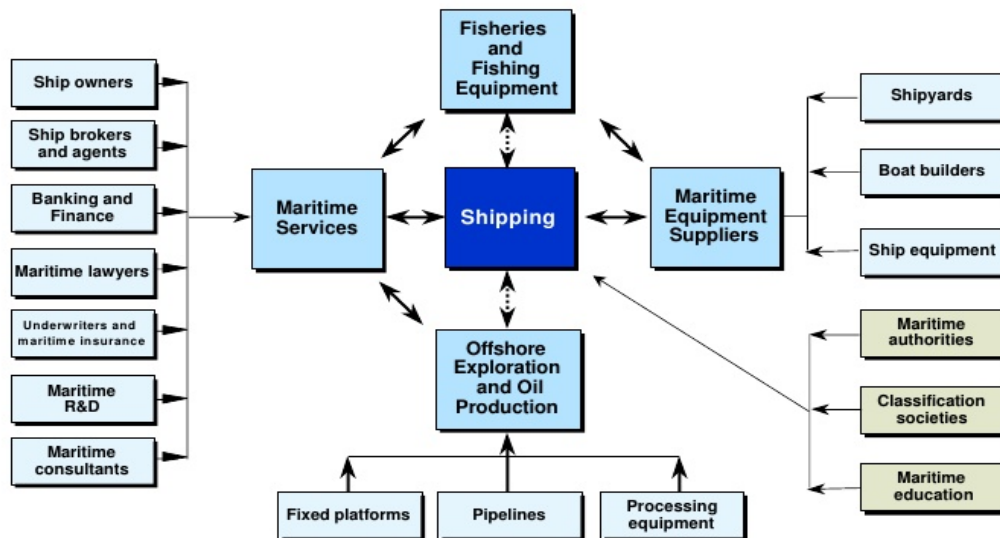 Fisheries
and
Fishing
Equipment
Ship owners
Ship brokers
and agents
Banking and
Finance
Maritime lawyers
Underwriters and
maritime insurance
Maritime
R&D
Maritime
consultants
Maritime
Services
Shipping
Maritime
Equipment
Suppliers
Shipyards
Boat builders
Ship equipment
Maritime
authorities
Classification
societies
Maritime
education
Offshore
Exploration
and Oil
Production
Fixed platforms
Pipelines
Processing
equipment